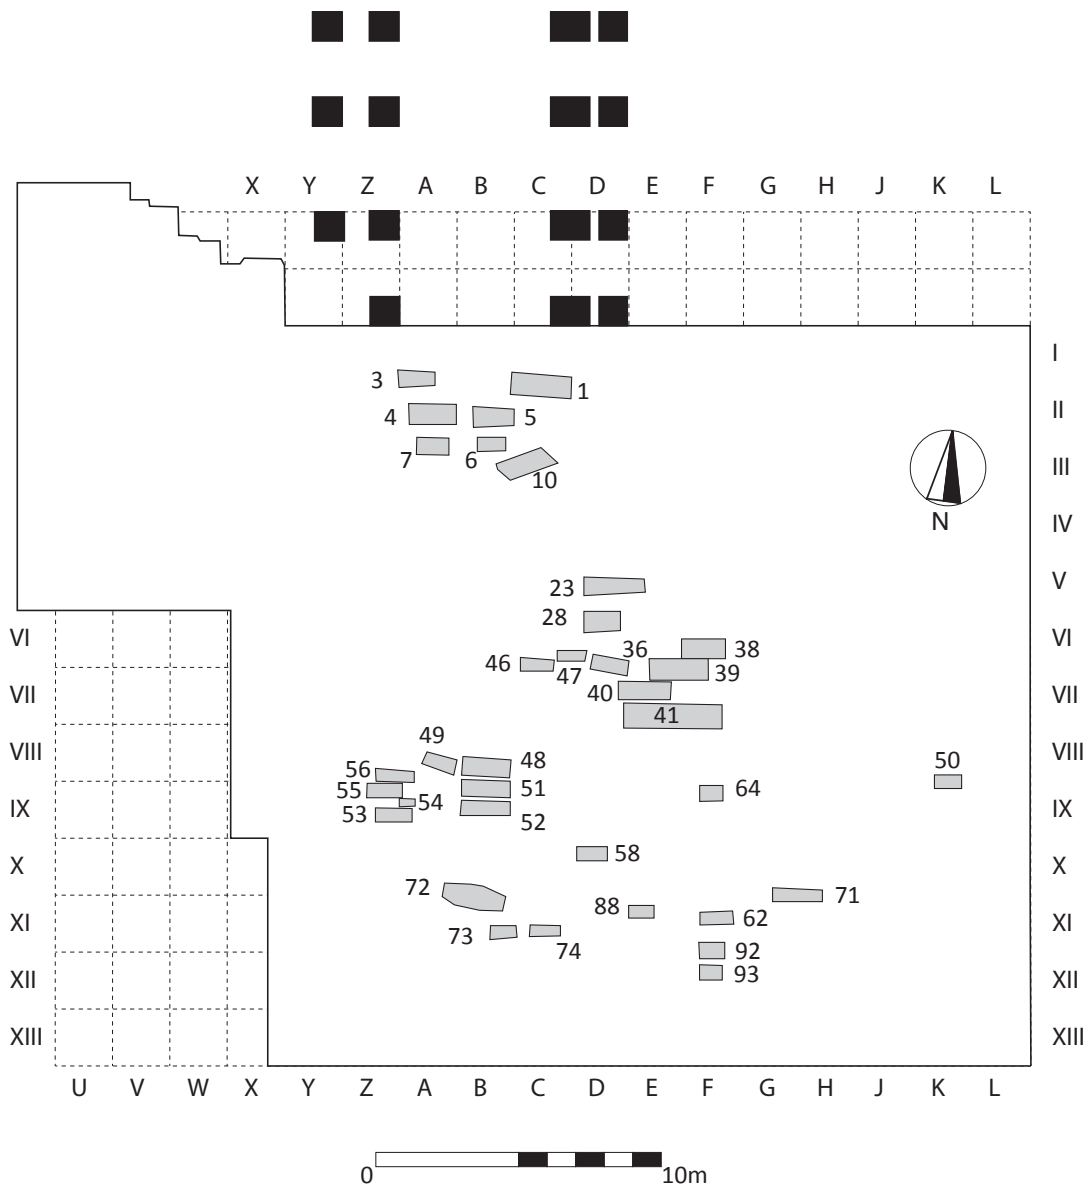 X Y Z A B C D E F G H J K L
I
3
1
4 5
II
7 6
III
10
N
IV
23
V
28
VI 36 38 VI
46 47 39
VII 40 VII
41
49
VIII 48 50 VIII
56
55 54 51 64
IX 53 52 IX
X 58 X
72 71
88 62
XI 73 74 XI
92
XII 93 XII
XIII XIII
U V W X Y Z A B C D E F G H J K L
0 10m